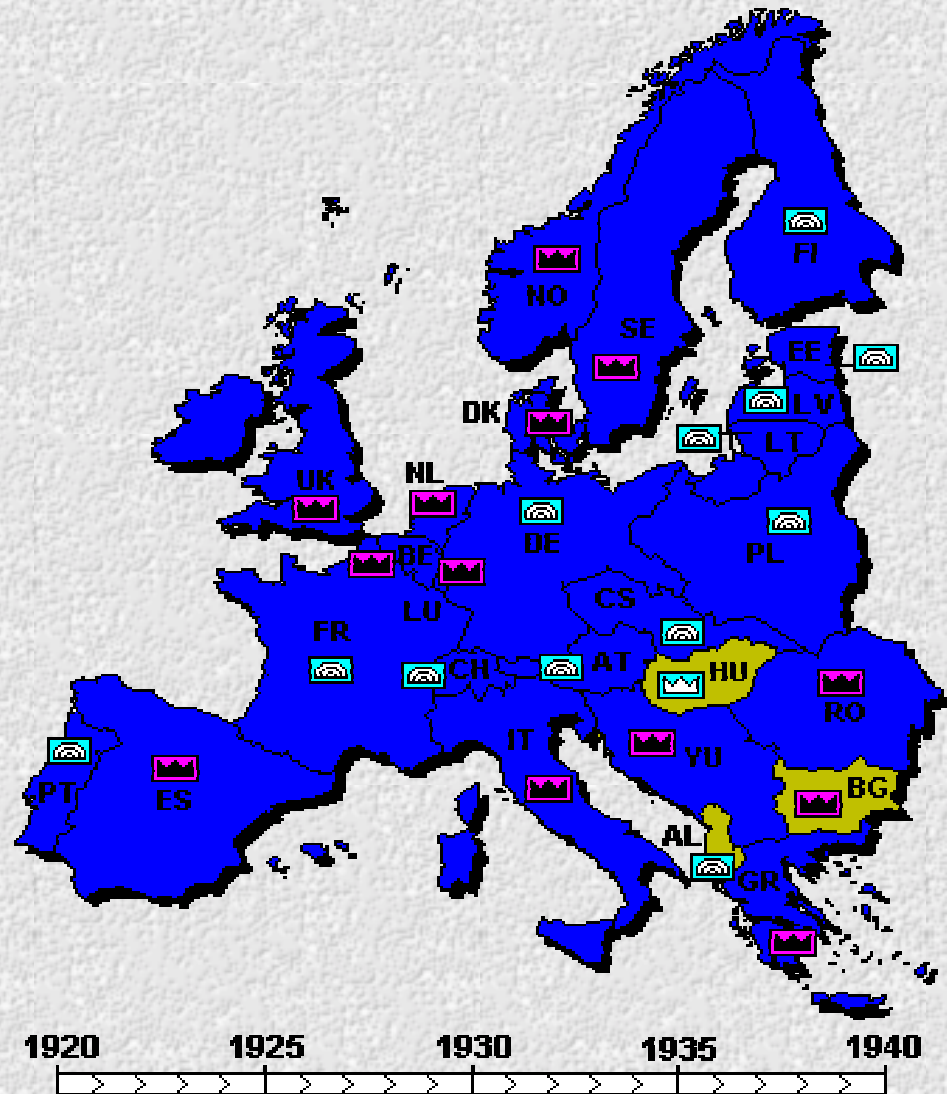 FI
NO
SE
EE
DK
LV
LT
NL
UK
DE
PL
BE
CS
LU
FR
CH
AT
HU
RO
IT
YU
PT
ES
BG
AL
GR
1920 1925 1930 1935 1940